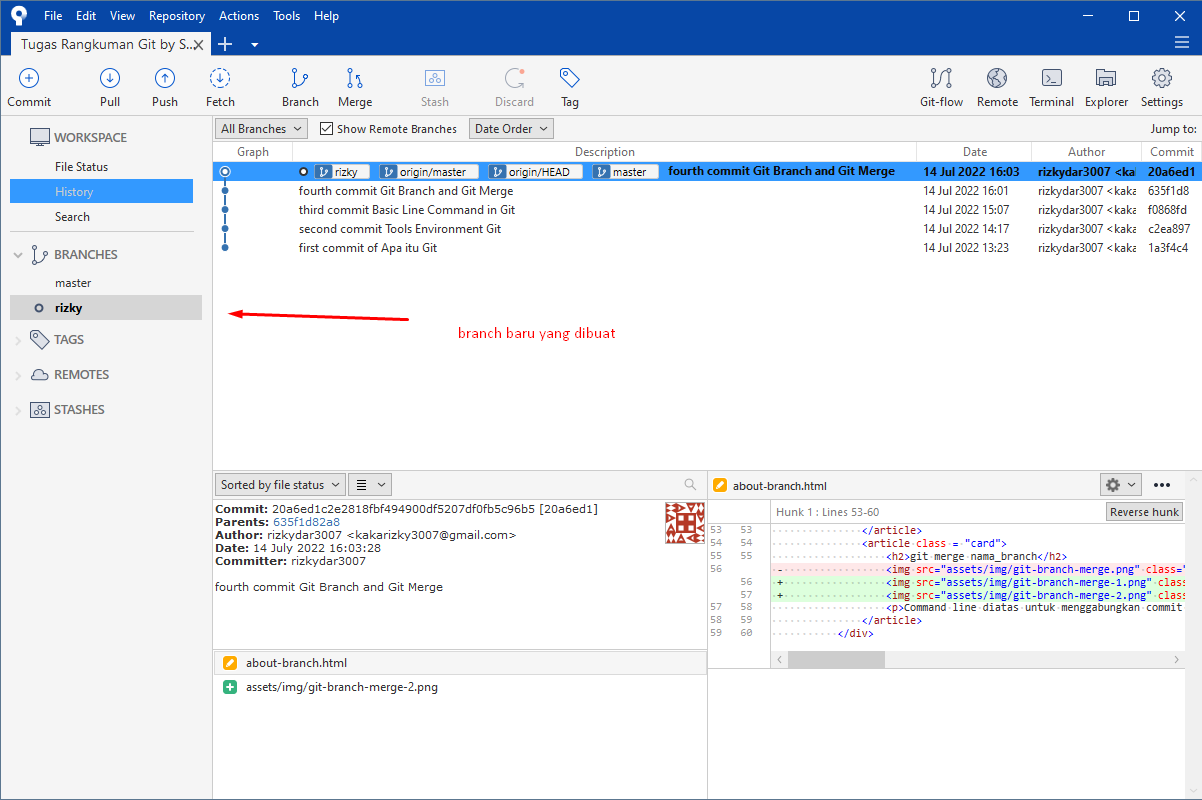 File Edit View Repository Actions Tools Help
Tugas Rangkuman Git by S...
Commit Pull Push Fetch Branch Merge Stash Discard Tag Git-flow Remote Terminal Explorer Settings
WORKSPACE
File Status
History
Search
BRANCHES
master
rizky
TAGS
REMOTES
STASHES
All Branches Show Remote Branches Date Order Jump to:
Graph Description Date Author Commit
rizky origin/master origin/HEAD master fourth commit Git Branch and Git Merge 14 Jul 2022 16:03 rizkydar3007 <kaka 20a6ed1
fourth commit Git Branch and Git Merge 14 Jul 2022 16:01 rizkydar3007 <kaka 635f1d8
third commit Basic Line Command in Git 14 Jul 2022 15:07 rizkydar3007 <kaka f0868fd
second commit Tools Environment Git 14 Jul 2022 14:17 rizkydar3007 <kaka c2ea897
first commit of Apa itu Git 14 Jul 2022 13:23 rizkydar3007 <kaka 1a3f4c4
branch baru yang dibuat
Sorted by file status
Commit: 20a6ed1c2e2818fbf494900df5207df0fb5c96b5 [20a6ed1]
Parents: 635f1d82a8
Author: rizkydar3007 <kakarizky3007@gmail.com>
Date: 14 July 2022 16:03:28
Committer: rizkydar3007
fourth commit Git Branch and Git Merge
about-branch.html
assets/img/git-branch-merge-2.png
about-branch.html
Hunk 1 : Lines 53-60 Reverse hunk
53 53 </article>
54 54 <article class = "card">
55 55 <h2>git merge nama_branch</h2>
56 - <img src="assets/img/git-branch-merge.png" class="
56 + <img src="assets/img/git-branch-merge-1.png" clas
57 + <img src="assets/img/git-branch-merge-2.png" clas
57 58 <p>Command line diatas untuk menggabungkan commit
58 59 </article>
59 60 </div>